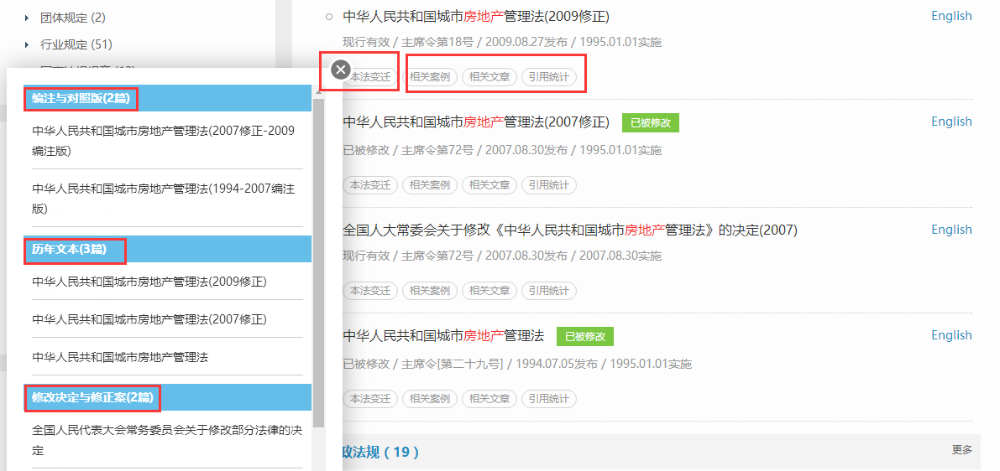 团体规定 (2)
行业规定 (51)
编注与对照版(2篇)
中华人民共和国城市房地产管理法(2007修正-2009
编注版)
中华人民共和国城市房地产管理法(1994-2007编注
版)
历年文本(3篇)
中华人民共和国城市房地产管理法(2009修正)
中华人民共和国城市房地产管理法(2007修正)
中华人民共和国城市房地产管理法
修改决定与修正案(2篇)
全国人民代表大会常务委员会关于修改部分法律的决
定
中华人民共和国城市房地产管理法(2009修正) English
现行有效 / 主席令第18号 / 2009.08.27发布 / 1995.01.01实施
本法变迁 相关案例 相关文章 引用统计
中华人民共和国城市房地产管理法(2007修正) 已被修改 English
已被修改 / 主席令第72号 / 2007.08.30发布 / 1995.01.01实施
本法变迁 相关案例 相关文章 引用统计
全国人大常委会关于修改《中华人民共和国城市房地产管理法》的决定(2007) English
现行有效 / 主席令第72号 / 2007.08.30发布 / 2007.08.30实施
本法变迁 相关案例 相关文章 引用统计
中华人民共和国城市房地产管理法 已被修改 English
已被修改 / 主席令[第二十九号] / 1994.07.05发布 / 1995.01.01实施
本法变迁 相关案例 相关文章 引用统计
政法规 ( 19 ) 更多